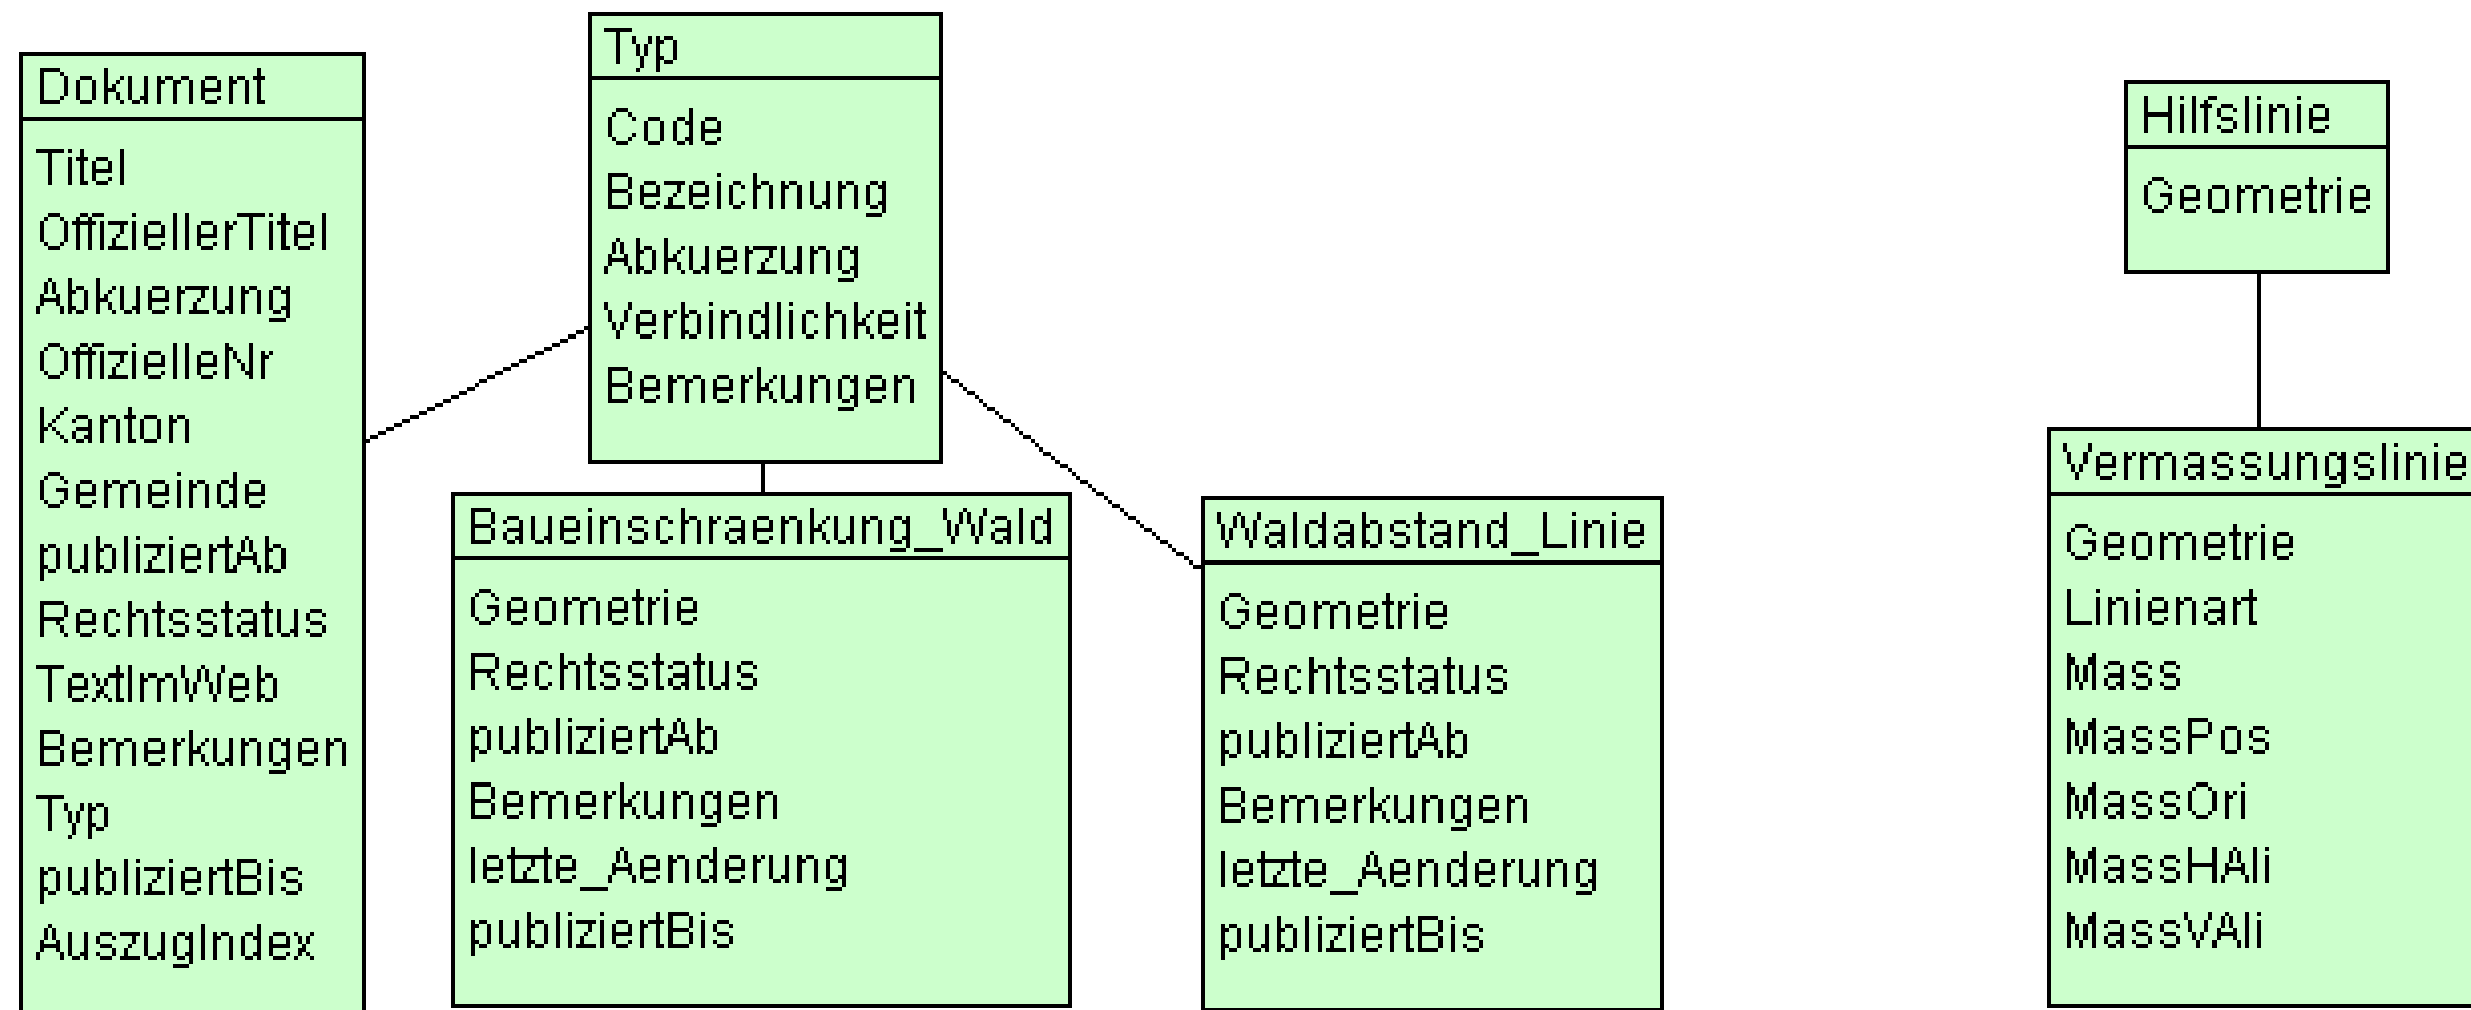 Dokument
Titel
OffiziellerTitel
Abkuerzung
OffizielleNr
Kanton
Gemeinde
publiziertAb
Rechtsstatus
TextImWeb
Bemerkungen
Typ
publiziertBis
AuszugIndex
Typ
Code
Bezeichnung
Abkuerzung
Verbindlichkeit
Bemerkungen
Baueinschraenkung_Wald
Geometrie
Rechtsstatus
publiziertAb
Bemerkungen
letzte_Aenderung
publiziertBis
Waldabstand_Linie
Geometrie
Rechtsstatus
publiziertAb
Bemerkungen
letzte_Aenderung
publiziertBis
Hilfslinie
Geometrie
Vermassungslinie
Geometrie
Linienart
Mass
MassPos
MassOri
MassHAli
MassVAli